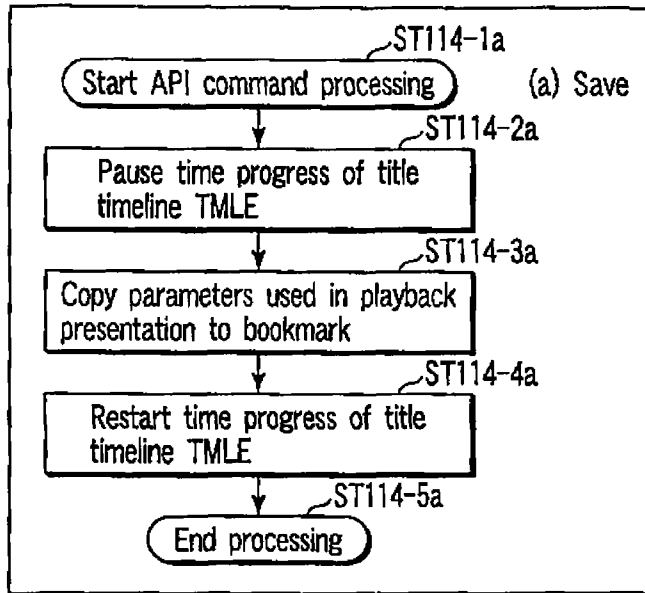 ST114-1a
Start API command processing
(a) Save
ST114-2a
Pause time progress of title
timeline TMLE
ST114-3a
Copy parameters used in playback
presentation to bookmark
ST114-4a
Restart time progress of title
timeline TMLE
ST114-5a
End processing